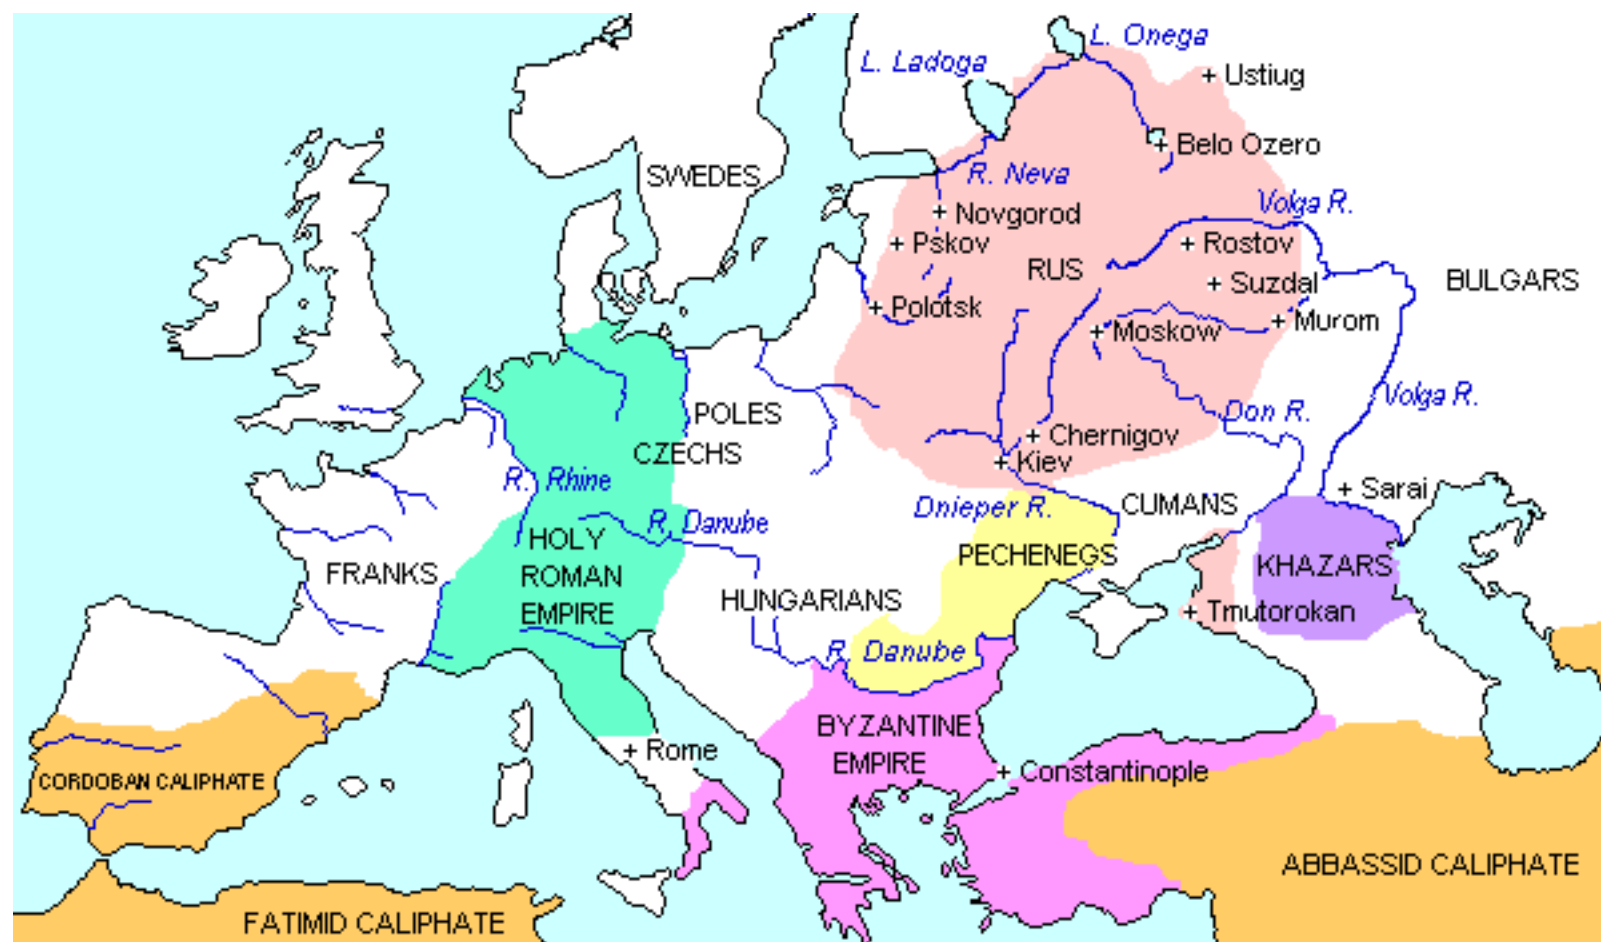 L. Onega
L. Ladoga
+ Ustiug
+ Belo Ozero
SWEDES
R. Neva
Volga R.
+ Novgorod
+ Pskov
+ Rostov
RUS
+ Suzdal
BULGARS
+ Polotsk
+ Moskow
+ Murom
Volga R.
POLES
Don R.
+ Chernigov
CZECHS
+ Kiev
R. Rhine
+ Sarai
Dnieper R.
CUMANS
R. Danube
HOLY
ROMAN
EMPIRE
PECHENEGS
KHAZARS
FRANKS
HUNGARIANS
+ Tmutorokan
R. Danube
BYZANTINE
EMPIRE
+ Rome
+ Constantinople
CORDOBAN CALIPHATE
ABBASSID CALIPHATE
FATIMID CALIPHATE